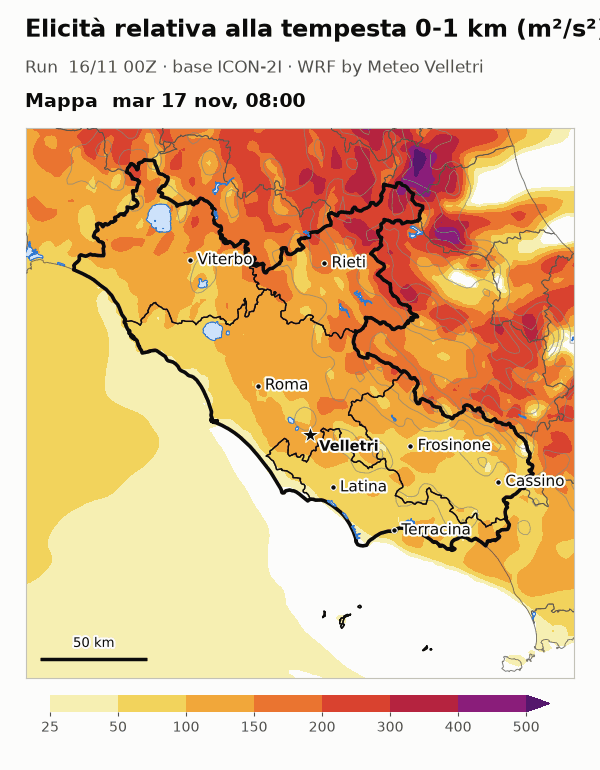 Elicità relativa alla tempesta 0-1 km (m²/s²)
Run 16/11 00Z · base ICON-2I · WRF by Meteo Velletri
Mappa mar 17 nov, 08:00
Viterbo
Rieti
Roma
Velletri
Frosinone
Cassino
Latina
Terracina
50 km
25 50 100 150 200 300 400 500